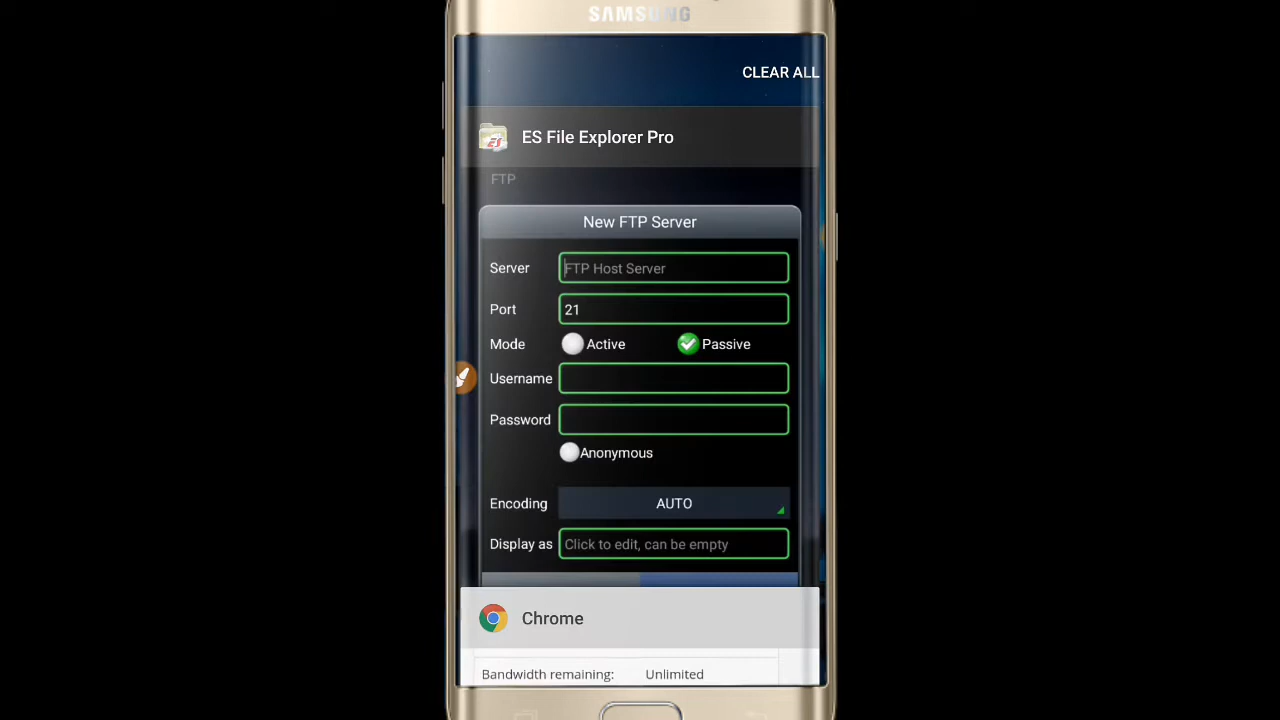 SAMSUNG
CLEAR ALL
ES File Explorer Pro
FTP
New FTP Server
Server FTP Host Server
Port 21
Mode Active Passive
Username
Password
Anonymous
Encoding AUTO
Display as Click to edit, can be empty
Chrome
Bandwidth remaining: Unlimited